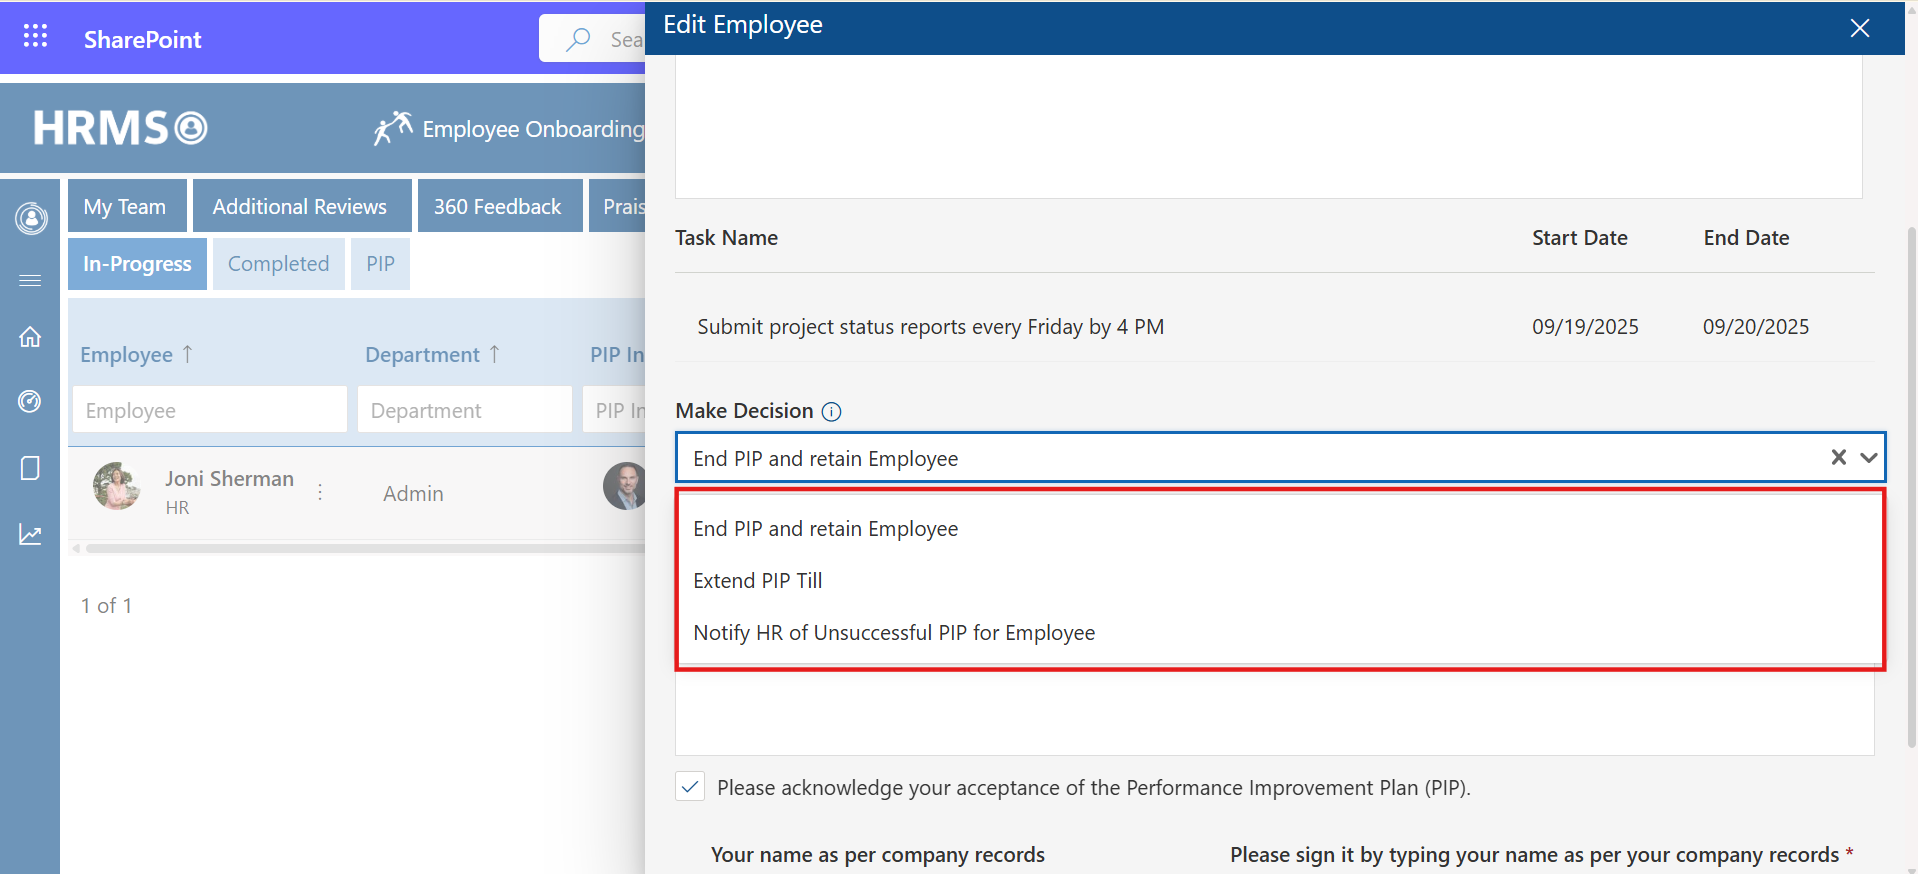 SharePoint
Sea
Edit Employee
HRMS
Employee Onboarding
My Team
Additional Reviews
360 Feedback
Prais
In-Progress
Completed
PIP
Employee ↑
Department ↑
PIP In
Employee
Department
PIP In
Joni Sherman
HR
Admin
1 of 1
Task Name
Start Date
End Date
Submit project status reports every Friday by 4 PM
09/19/2025
09/20/2025
Make Decision
End PIP and retain Employee
End PIP and retain Employee
Extend PIP Till
Notify HR of Unsuccessful PIP for Employee
Please acknowledge your acceptance of the Performance Improvement Plan (PIP).
Your name as per company records
Please sign it by typing your name as per your company records *